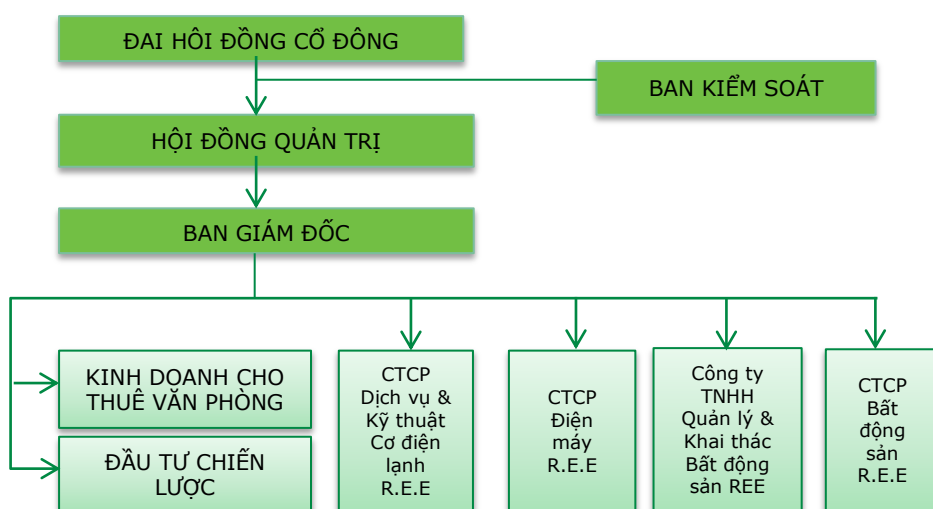 ĐAI HÔI ĐỒNG CỔ ĐÔNG
BAN KIỂM SOÁT
HỘI ĐỒNG QUẢN TRỊ
BAN GIÁM ĐỐC
KINH DOANH CHO
THUÊ VĂN PHÒNG
ĐẦU TƯ CHIẾN
LƯỢC
CTCP
Dịch vụ &
Kỹ thuật
Cơ điện
lạnh
R.E.E
CTCP
Điện
máy
R.E.E
Công ty
TNHH
Quản lý &
Khai thác
Bất động
sản REE
CTCP
Bất
động
sản
R.E.E